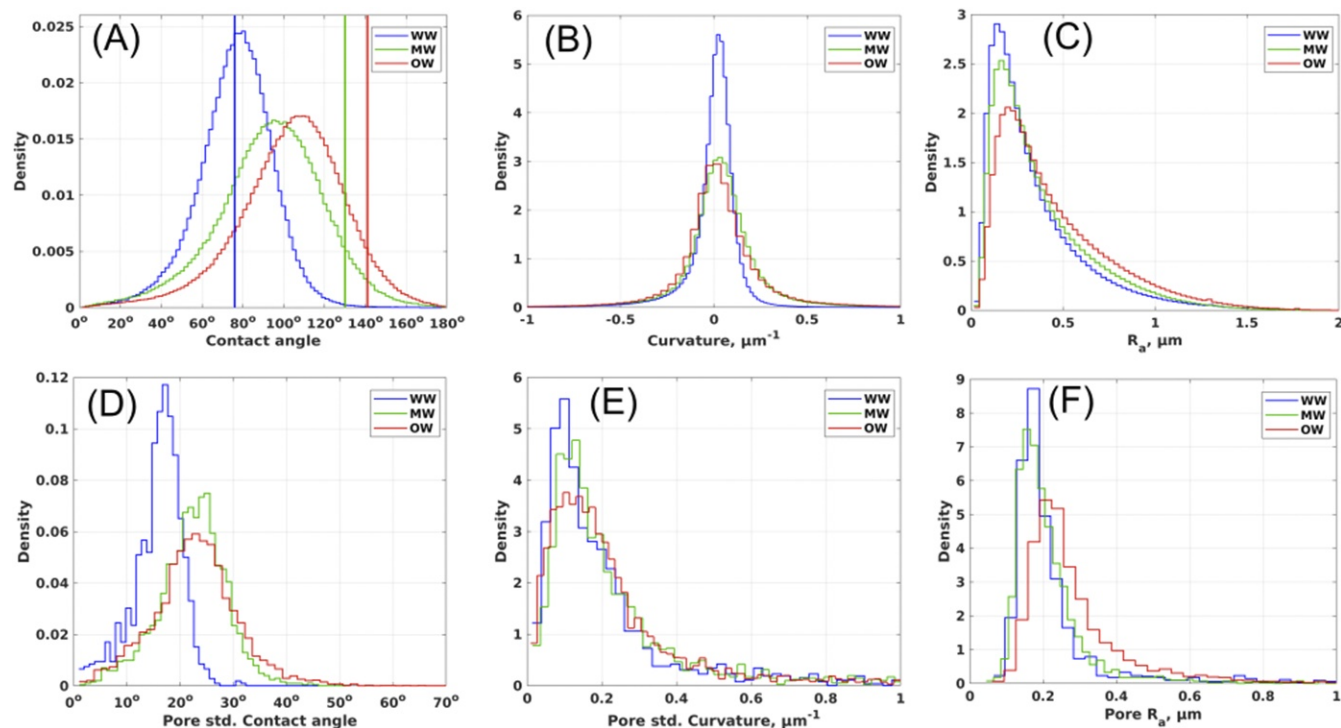 (A)
WW
MW
OW
0.025
0.02
0.015
0.01
0.005
0
Density
0° 20° 40° 60° 80° 100° 120° 140° 160° 180°
Contact angle
(B)
WW
MW
OW
6
5
4
3
2
1
0
Density
-1 -0.5 0 0.5 1
Curvature, µm⁻¹
(C)
WW
MW
OW
3
2.5
2
1.5
1
0.5
0
Density
0 0.5 1 1.5 2
Rₐ, µm
(D)
WW
MW
OW
0.12
0.1
0.08
0.06
0.04
0.02
0
Density
0° 10° 20° 30° 40° 50° 60° 70°
Pore std. Contact angle
(E)
WW
MW
OW
6
5
4
3
2
1
0
Density
0 0.2 0.4 0.6 0.8 1
Pore std. Curvature, µm⁻¹
(F)
WW
MW
OW
9
8
7
6
5
4
3
2
1
0
Density
0 0.2 0.4 0.6 0.8 1
Pore Rₐ, µm